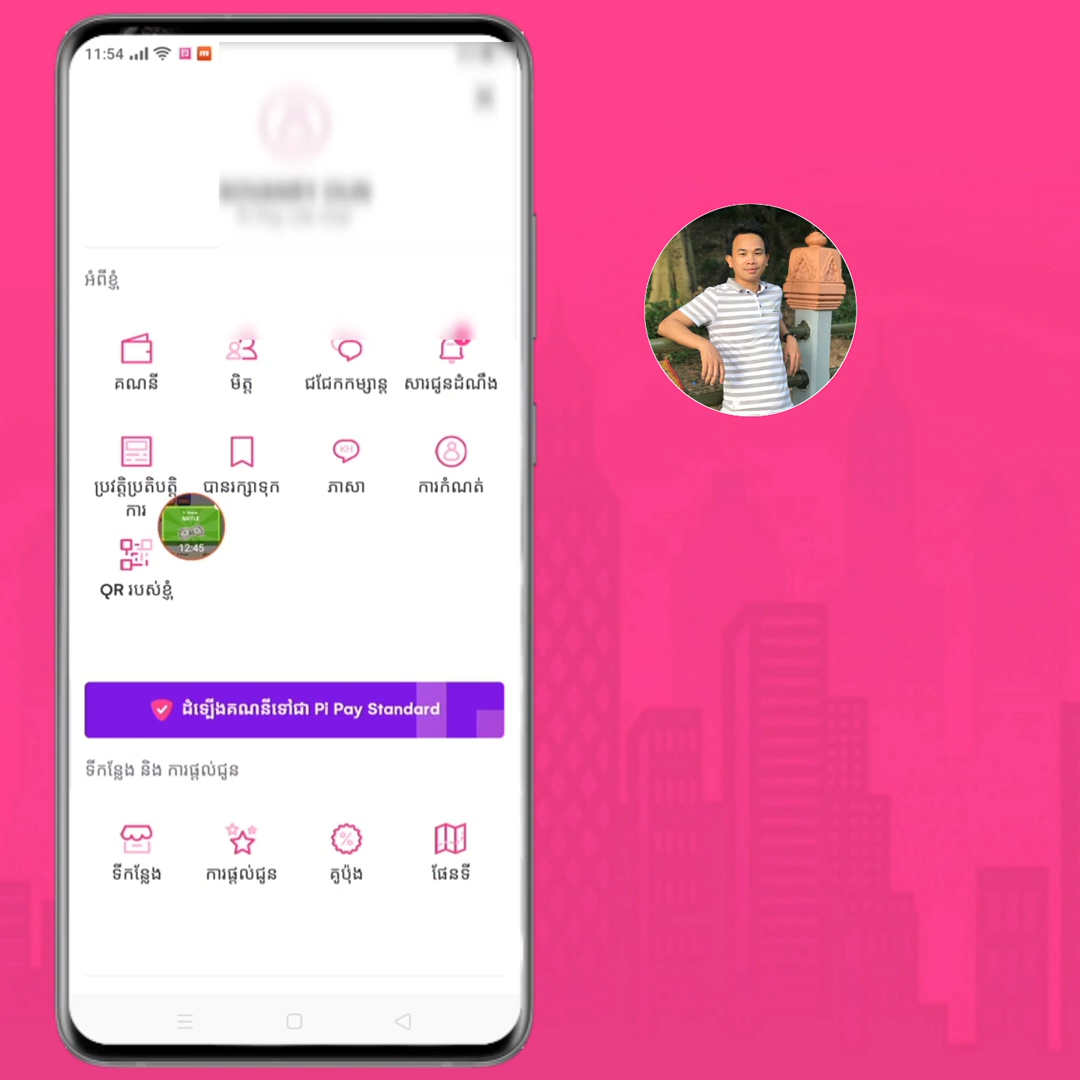 11:54
អំពីខ្ញុំ
គណនី
មិត្ត
ជជែកកម្សាន្ត
សារជូនដំណឹង
ប្រវត្តិប្រតិបត្តិ
ការ
បានរក្សាទុក
ភាសា
KH
ការកំណត់
12:45
QR របស់ខ្ញុំ
ដំឡើងគណនីទៅជា Pi Pay Standard
ទីកន្លែង និង ការផ្តល់ជូន
ទីកន្លែង
ការផ្តល់ជូន
គូប៉ុង
ផែនទី